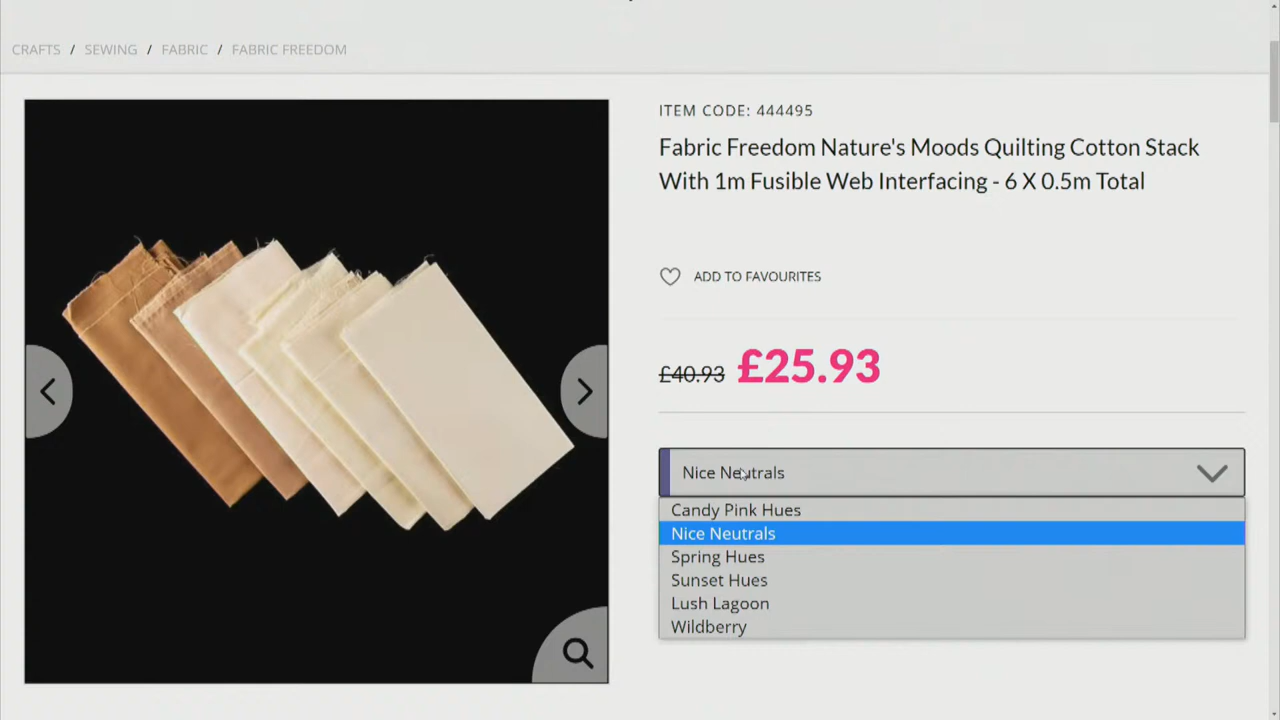 CRAFTS / SEWING / FABRIC / FABRIC FREEDOM
ITEM CODE: 444495
Fabric Freedom Nature's Moods Quilting Cotton Stack
With 1m Fusible Web Interfacing - 6 X 0.5m Total
ADD TO FAVOURITES
£40.93 £25.93
Nice Neutrals
Candy Pink Hues
Nice Neutrals
Spring Hues
Sunset Hues
Lush Lagoon
Wildberry